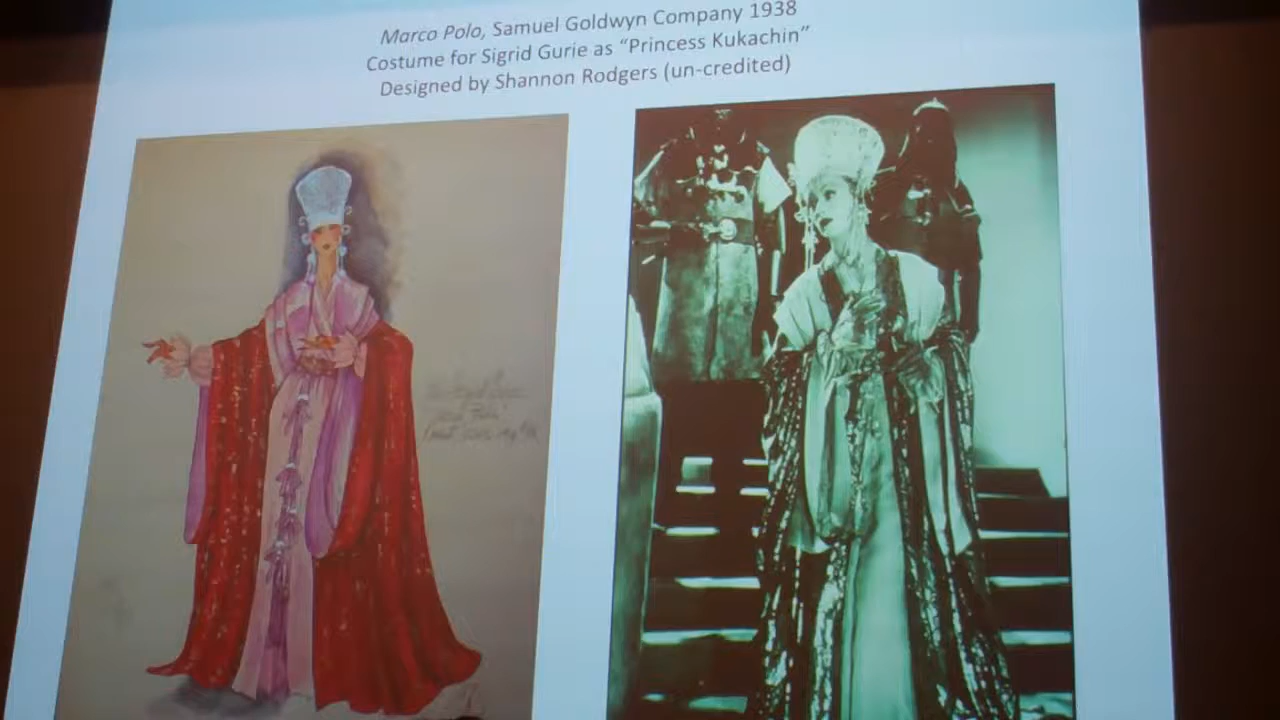 Marco Polo, Samuel Goldwyn Company 1938
Costume for Sigrid Gurie as “Princess Kukachin”
Designed by Shannon Rodgers (un-credited)